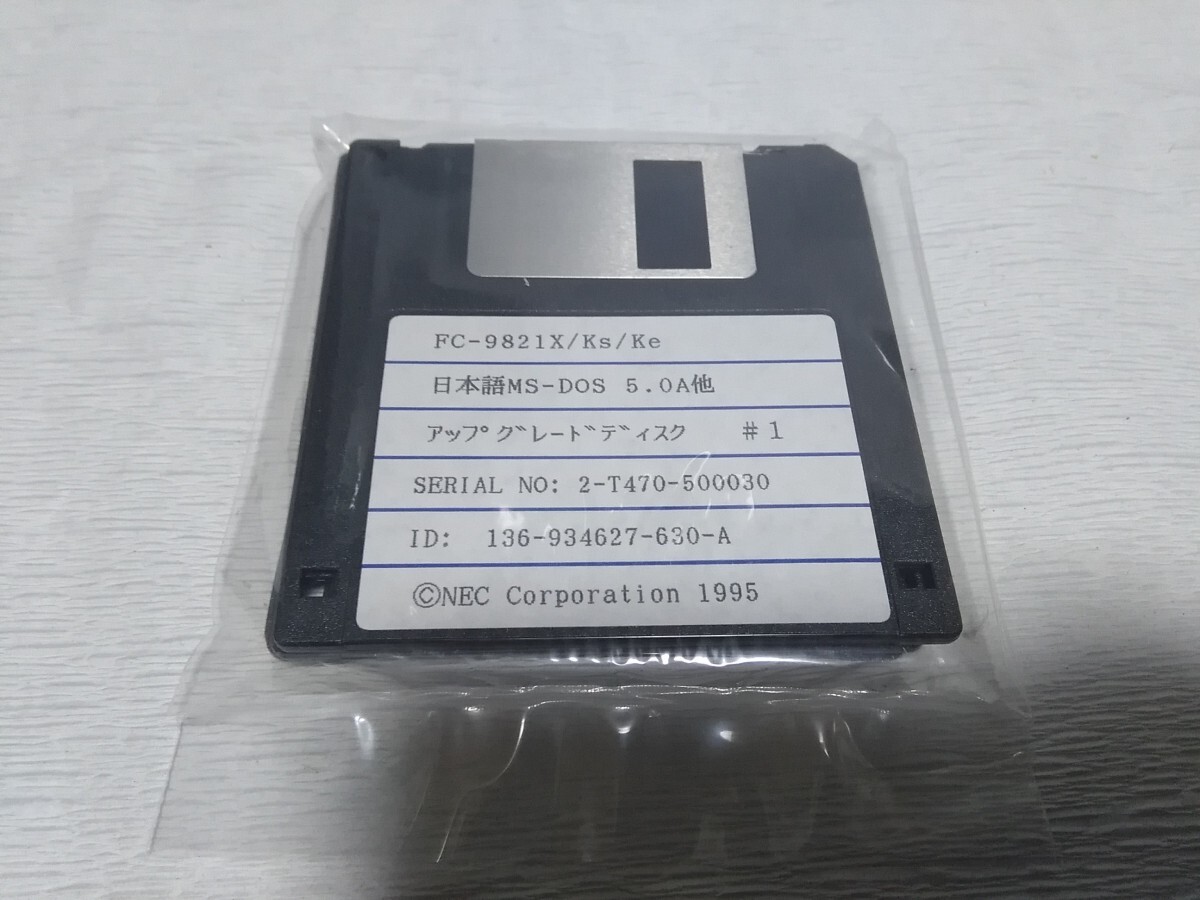 FC-9821X/Ks/Ke
日本語MS-DOS 5.0A他
アップグレードディスク #1
SERIAL NO: 2-T470-500030
ID: 136-934627-630-A
©NEC Corporation 1995